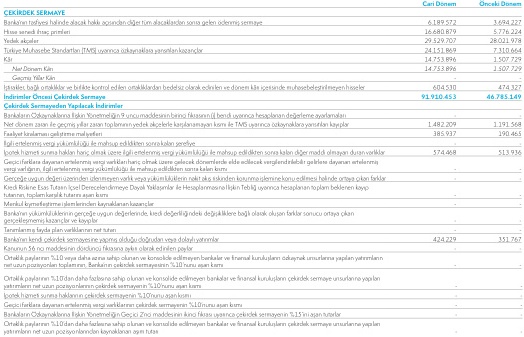 Cari Dönem Önceki Dönem
ÇEKİRDEK SERMAYE
Banka'nın tasfiyesi halinde alacak hakkı açısından diğer tüm alacaklardan sonra gelen ödenmiş sermaye 6.189.572 3.694.227
Hisse senedi ihraç primleri 16.680.879 5.776.224
Yedek akçeler 29.529.707 28.021.978
Türkiye Muhasebe Standartları (TMS) uyarınca özkaynaklara yansıtılan kazançlar 24.151.869 7.310.664
Kâr 14.753.896 1.507.729
Net Dönem Kârı 14.753.896 1.507.729
Geçmiş Yıllar Kârı - -
İştirakler, bağlı ortaklıklar ve birlikte kontrol edilen ortaklıklardan bedelsiz olarak edinilen ve dönem kârı içerisinde muhasebeleştirilmeyen hisseler 604.530 474.327
İndirimler Öncesi Çekirdek Sermaye 91.910.453 46.785.149
Çekirdek Sermayeden Yapılacak İndirimler
Bankaların Özkaynaklarına İlişkin Yönetmeliğin 9 uncu maddesinin birinci fıkrasının (i) bendi uyarınca hesaplanan değerleme ayarlamaları - -
Net dönem zararı ile geçmiş yıllar zararı toplamının yedek akçelerle karşılanamayan kısmı ile TMS uyarınca özkaynaklara yansıtılan kayıplar 1.482.209 1.191.568
Faaliyet kiralaması geliştirme maliyetleri 385.937 190.465
İlgili ertelenmiş vergi yükümlülüğü ile mahsup edildikten sonra kalan şerefiye - -
İpotek hizmeti sunma hakları hariç olmak üzere ilgili ertelenmiş vergi yükümlülüğü ile mahsup edildikten sonra kalan diğer maddi olmayan duran varlıklar 574.468 513.936
Geçici farklara dayanan ertelenmiş vergi varlıkları hariç olmak üzere gelecek dönemlerde elde edilecek vergilendirilebilir gelirlere dayanan ertelenmiş
vergi varlığının, ilgili ertelenmiş vergi yükümlülüğü ile mahsup edildikten sonra kalan kısmı - -
Gerçeğe uygun değeri üzerinden izlenmeyen varlık veya yükümlülüklerin nakit akış riskinden korunma işlemine konu edilmesi halinde ortaya çıkan farklar - -
Kredi Riskine Esas Tutarın İçsel Derecelendirmeye Dayalı Yaklaşımlar ile Hesaplanmasına İlişkin Tebliğ uyarınca hesaplanan toplam beklenen kayıp
tutarının, toplam karşılık tutarını aşan kısmı - -
Menkul kıymetleştirme işlemlerinden kaynaklanan kazançlar - -
Banka'nın yükümlülüklerinin gerçeğe uygun değerlerinde, kredi değerliliğindeki değişikliklere bağlı olarak oluşan farklar sonucu ortaya çıkan
gerçekleşmemiş kazançlar ve kayıplar - -
Tanımlanmış fayda plan varlıklarının net tutarı - -
Banka'nın kendi çekirdek sermayesine yapmış olduğu doğrudan veya dolaylı yatırımlar 424.229 351.767
Kanunun 56 ncı maddesinin dördüncü fıkrasına aykırı olarak edinilen paylar - -
Ortaklık paylarının %10 veya daha azına sahip olunan ve konsolide edilmeyen bankalar ve finansal kuruluşların özkaynak unsurlarına yapılan yatırımların
net uzun pozisyonları toplamının, Bankanın çekirdek sermayesinin %10'nunu aşan kısmı - -
Ortaklık paylarının %10'dan daha fazlasına sahip olunan ve konsolide edilmeyen bankalar ve finansal kuruluşların çekirdek sermaye unsurlarına yapılan
yatırımların net uzun pozisyonlarının çekirdek sermayenin %10'nunu aşan kısmı - -
İpotek hizmeti sunma haklarının çekirdek sermayenin %10'nunu aşan kısmı - -
Geçici farklara dayanan ertelenmiş vergi varlıklarının çekirdek sermayenin %10'nunu aşan kısmı - -
Bankaların Özkaynaklarına İlişkin Yönetmeliğin Geçici 2nci maddesinin ikinci fıkrası uyarınca çekirdek sermayenin %15'ini aşan tutarlar - -
Ortaklık paylarının %10'dan daha fazlasına sahip olunan ve konsolide edilmeyen bankalar ve finansal kuruluşların çekirdek sermaye unsurlarına yapılan
yatırımların net uzun pozisyonlarından kaynaklanan aşım tutarı - -